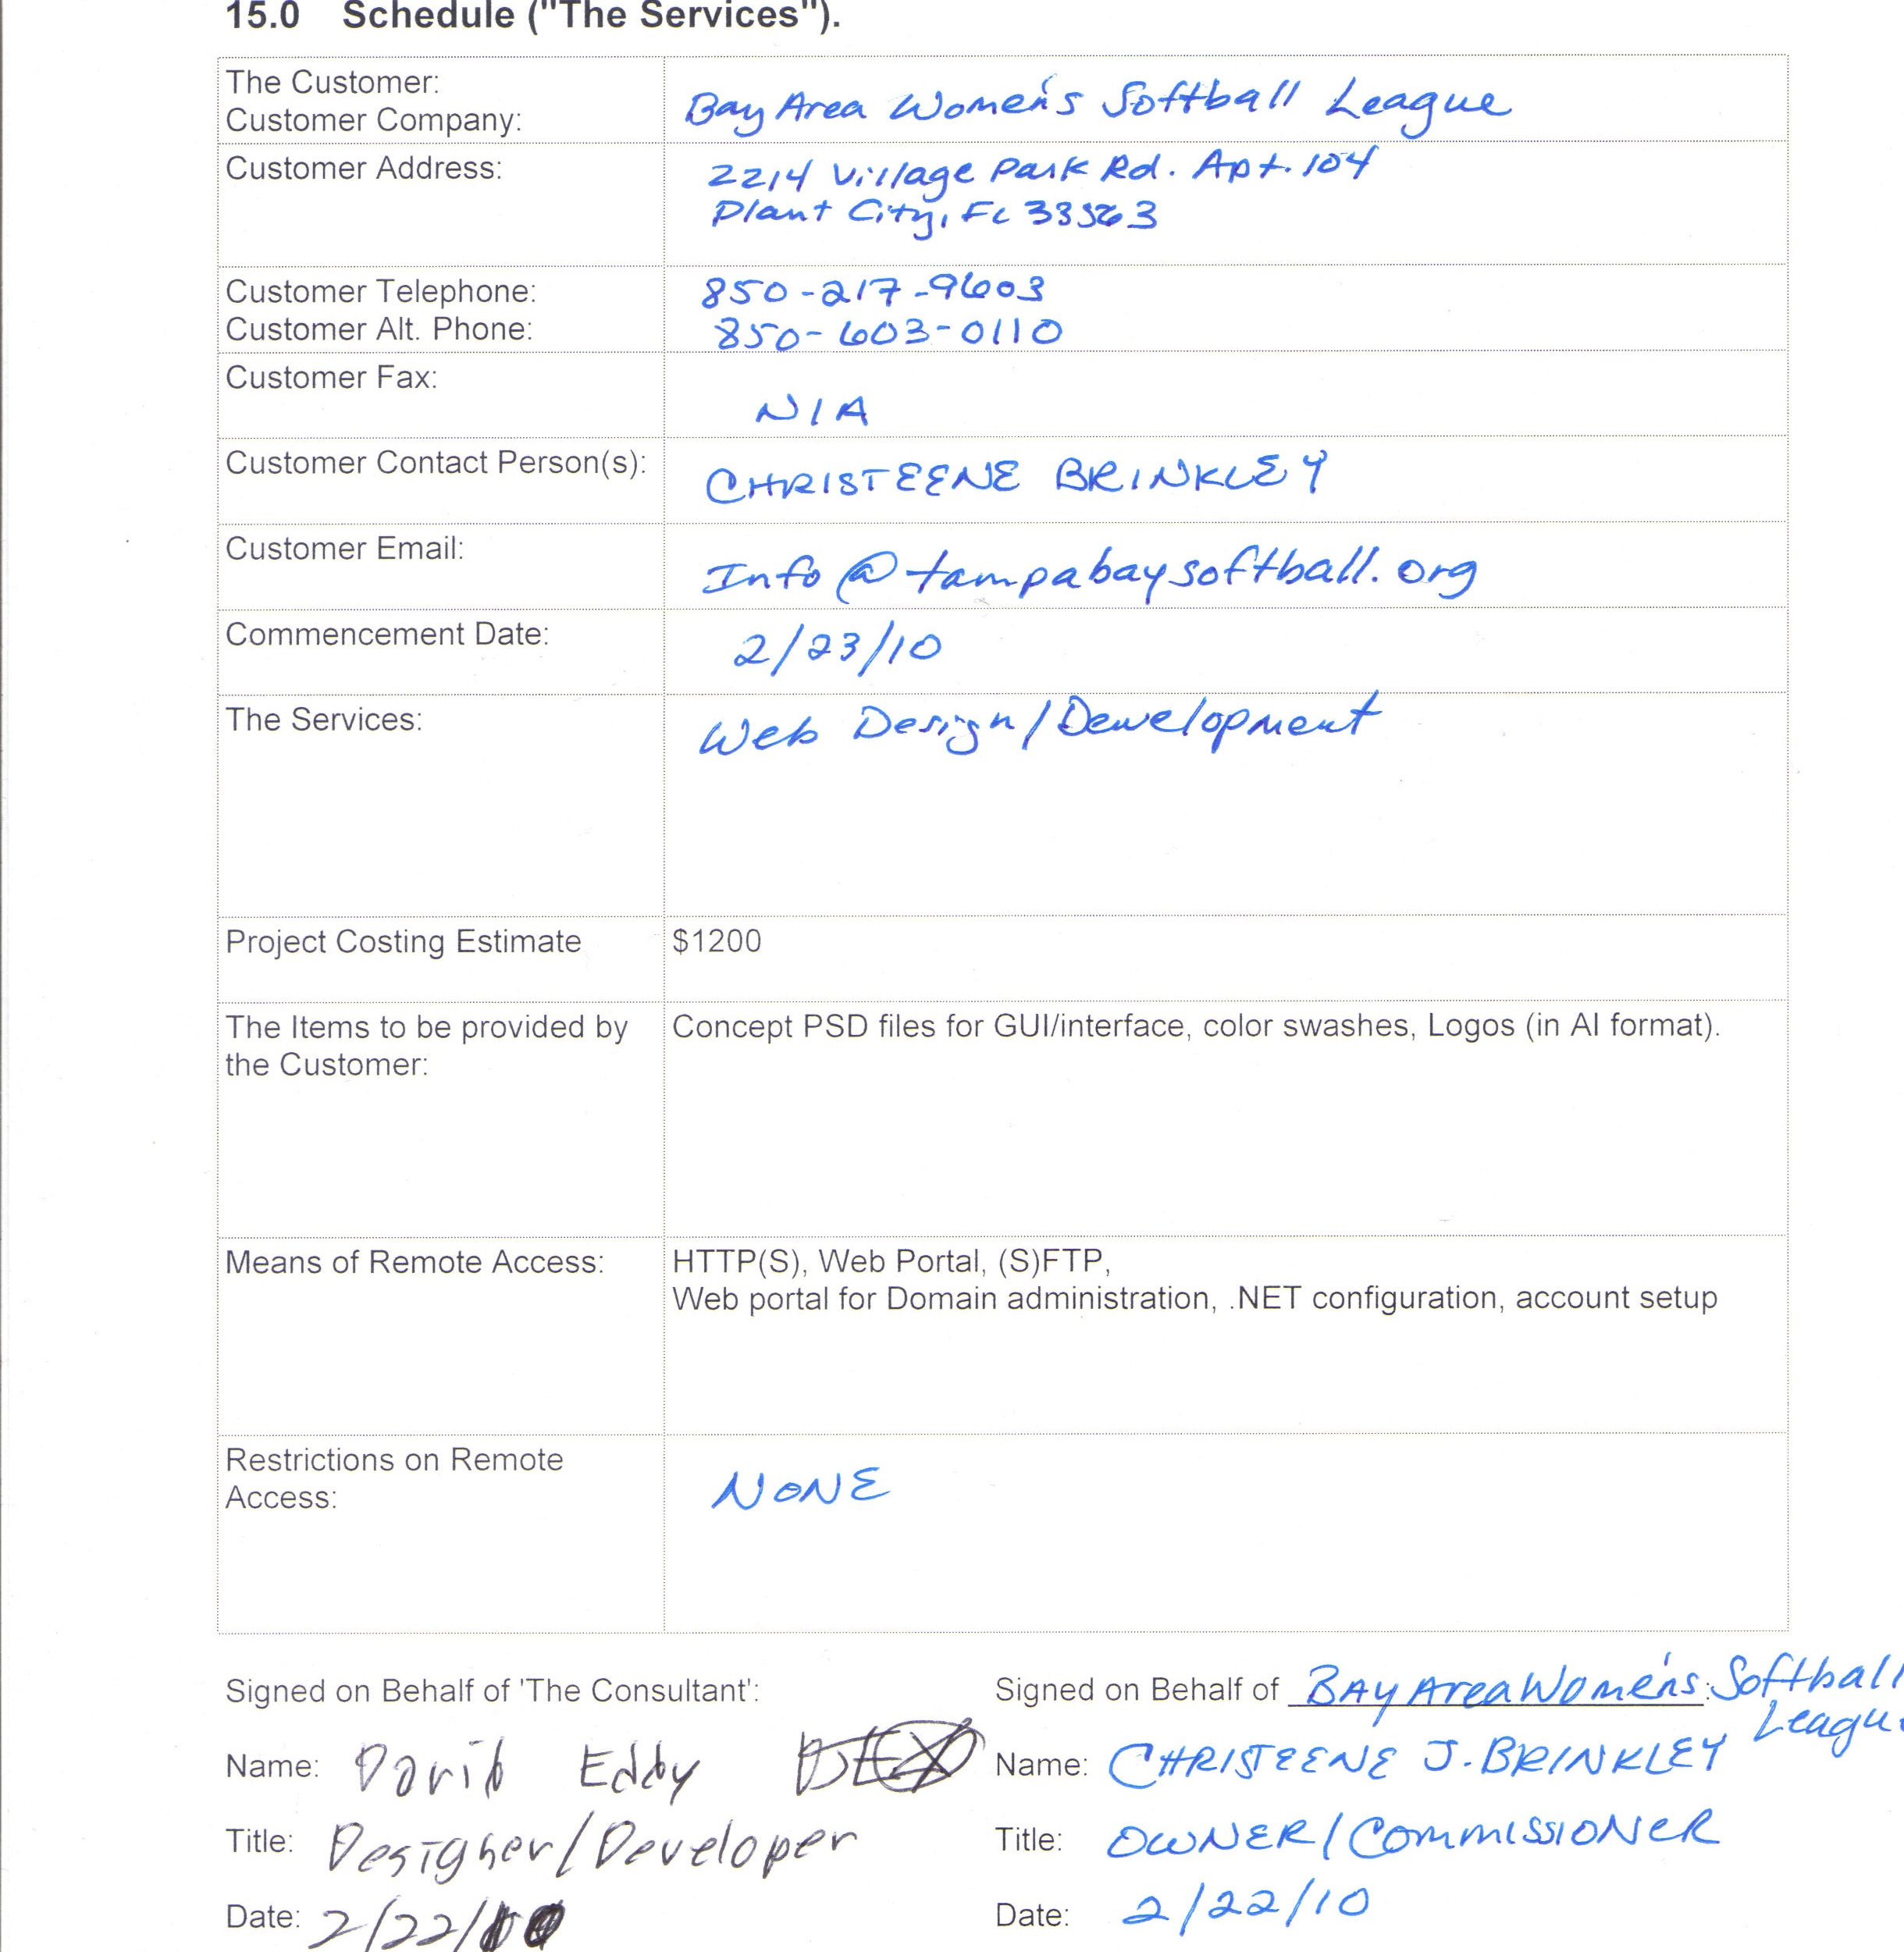 15.0 Schedule ("The Services").
The Customer:
Customer Company:
Bay Area Women's Softball League
Customer Address:
2214 Village Park Rd. Apt. 104
Plant City, FL 33563
Customer Telephone:
850-217-9603
Customer Alt. Phone:
850-603-0110
Customer Fax:
N/A
Customer Contact Person(s):
CHRISTEENE BRINKLEY
Customer Email:
Info@tampabaysoftball.org
Commencement Date:
2/23/10
The Services:
Web Design/Development
Project Costing Estimate
$1200
The Items to be provided by
the Customer:
Concept PSD files for GUI/interface, color swashes, Logos (in AI format).
Means of Remote Access:
HTTP(S), Web Portal, (S)FTP,
Web portal for Domain administration, .NET configuration, account setup
Restrictions on Remote
Access:
NONE
Signed on Behalf of 'The Consultant':
Name: David Eddy
Title: Designer/Developer
Date: 2/22/10
Signed on Behalf of Bay Area Women's: Softball
League
Name: CHRISTEENE J. BRINKLEY
Title: OWNER/COMMISSIONER
Date: 2/22/10